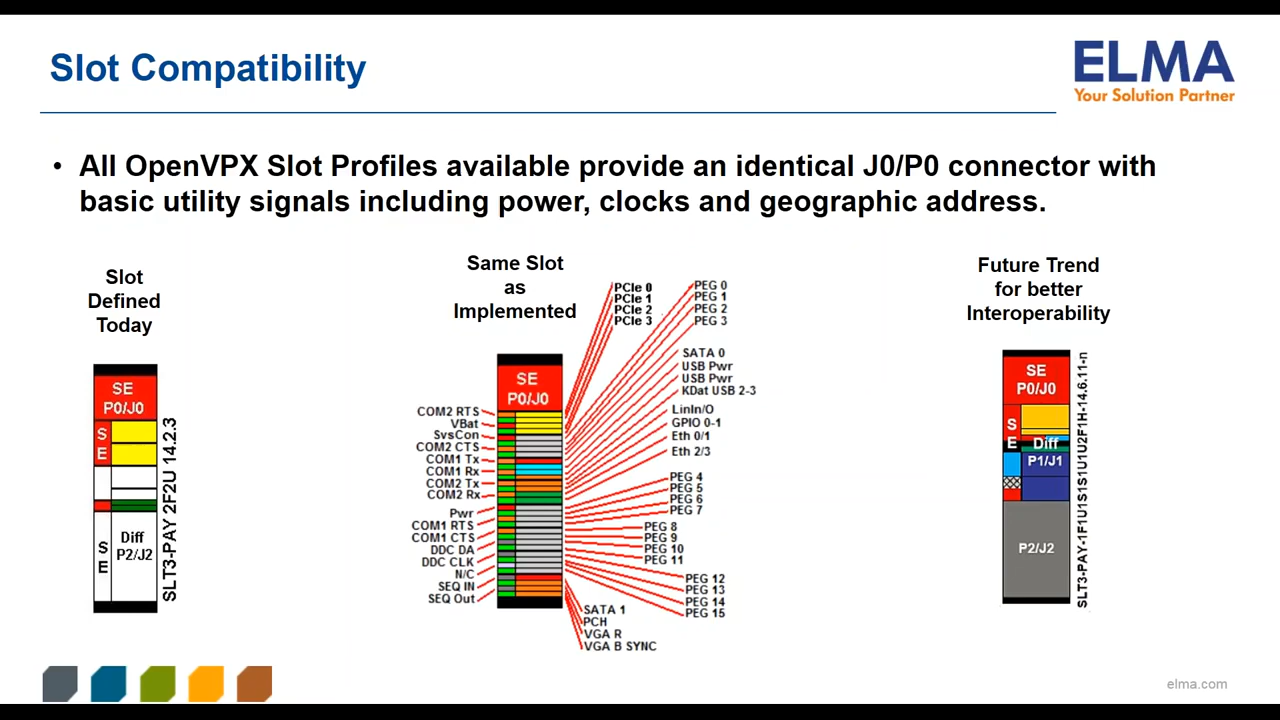 Slot Compatibility
ELMA
Your Solution Partner
• All OpenVPX Slot Profiles available provide an identical J0/P0 connector with
basic utility signals including power, clocks and geographic address.
Slot
Defined
Today
SE
P0/J0
S
E
Diff
P2/J2
S
E
SLT3-PAY 2F2U 14.2.3
Same Slot
as
Implemented
SE
P0/J0
COM2 RTS
VBat
SvsCon
COM2 CTS
COM1 Tx
COM1 Rx
COM2 Tx
COM2 Rx
Pwr
COM1 RTS
COM1 CTS
DDC DA
DDC CLK
N/C
SEQ IN
SEQ Out
PCIe 0
PCIe 1
PCIe 2
PCIe 3
PEG 0
PEG 1
PEG 2
PEG 3
SATA 0
USB Pwr
USB Pwr
KDat USB 2-3
LinIn/O
GPIO 0-1
Eth 0/1
Eth 2/3
PEG 4
PEG 5
PEG 6
PEG 7
PEG 8
PEG 9
PEG 10
PEG 11
PEG 12
PEG 13
PEG 14
PEG 15
SATA 1
PCH
VGA R
VGA B SYNC
Future Trend
for better
Interoperability
SE
P0/J0
S
E
Diff
P1/J1
P2/J2
SLT3-PAY-1F1U1S1S1U1U2F1H-14.6.11-n
elma.com